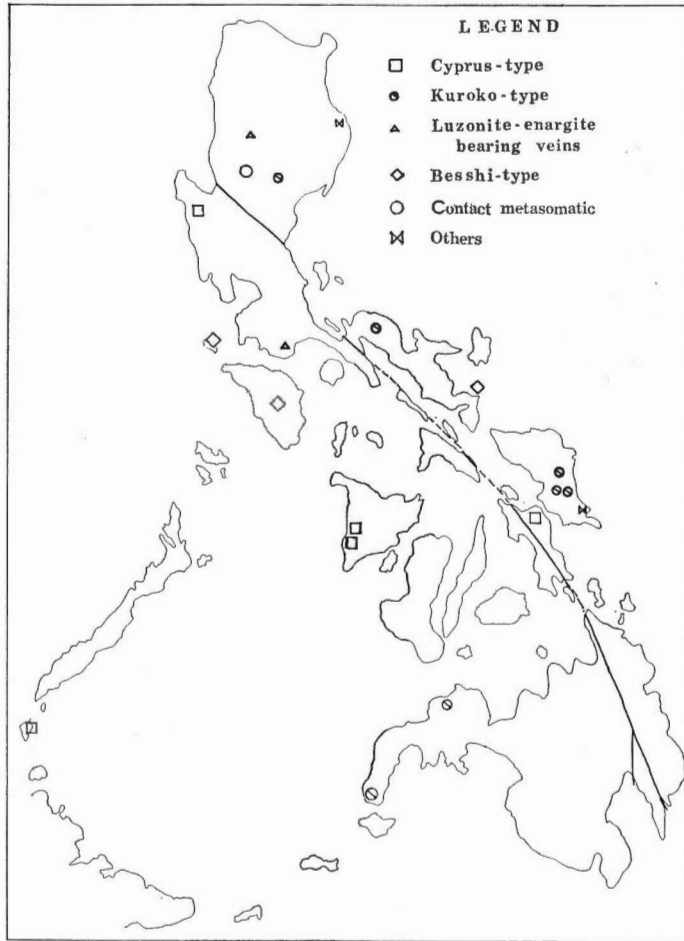 LEGEND
Cyprus-type
Kuroko-type
Luzonite-enargite
bearing veins
Besshi-type
Contact metasomatic
Others